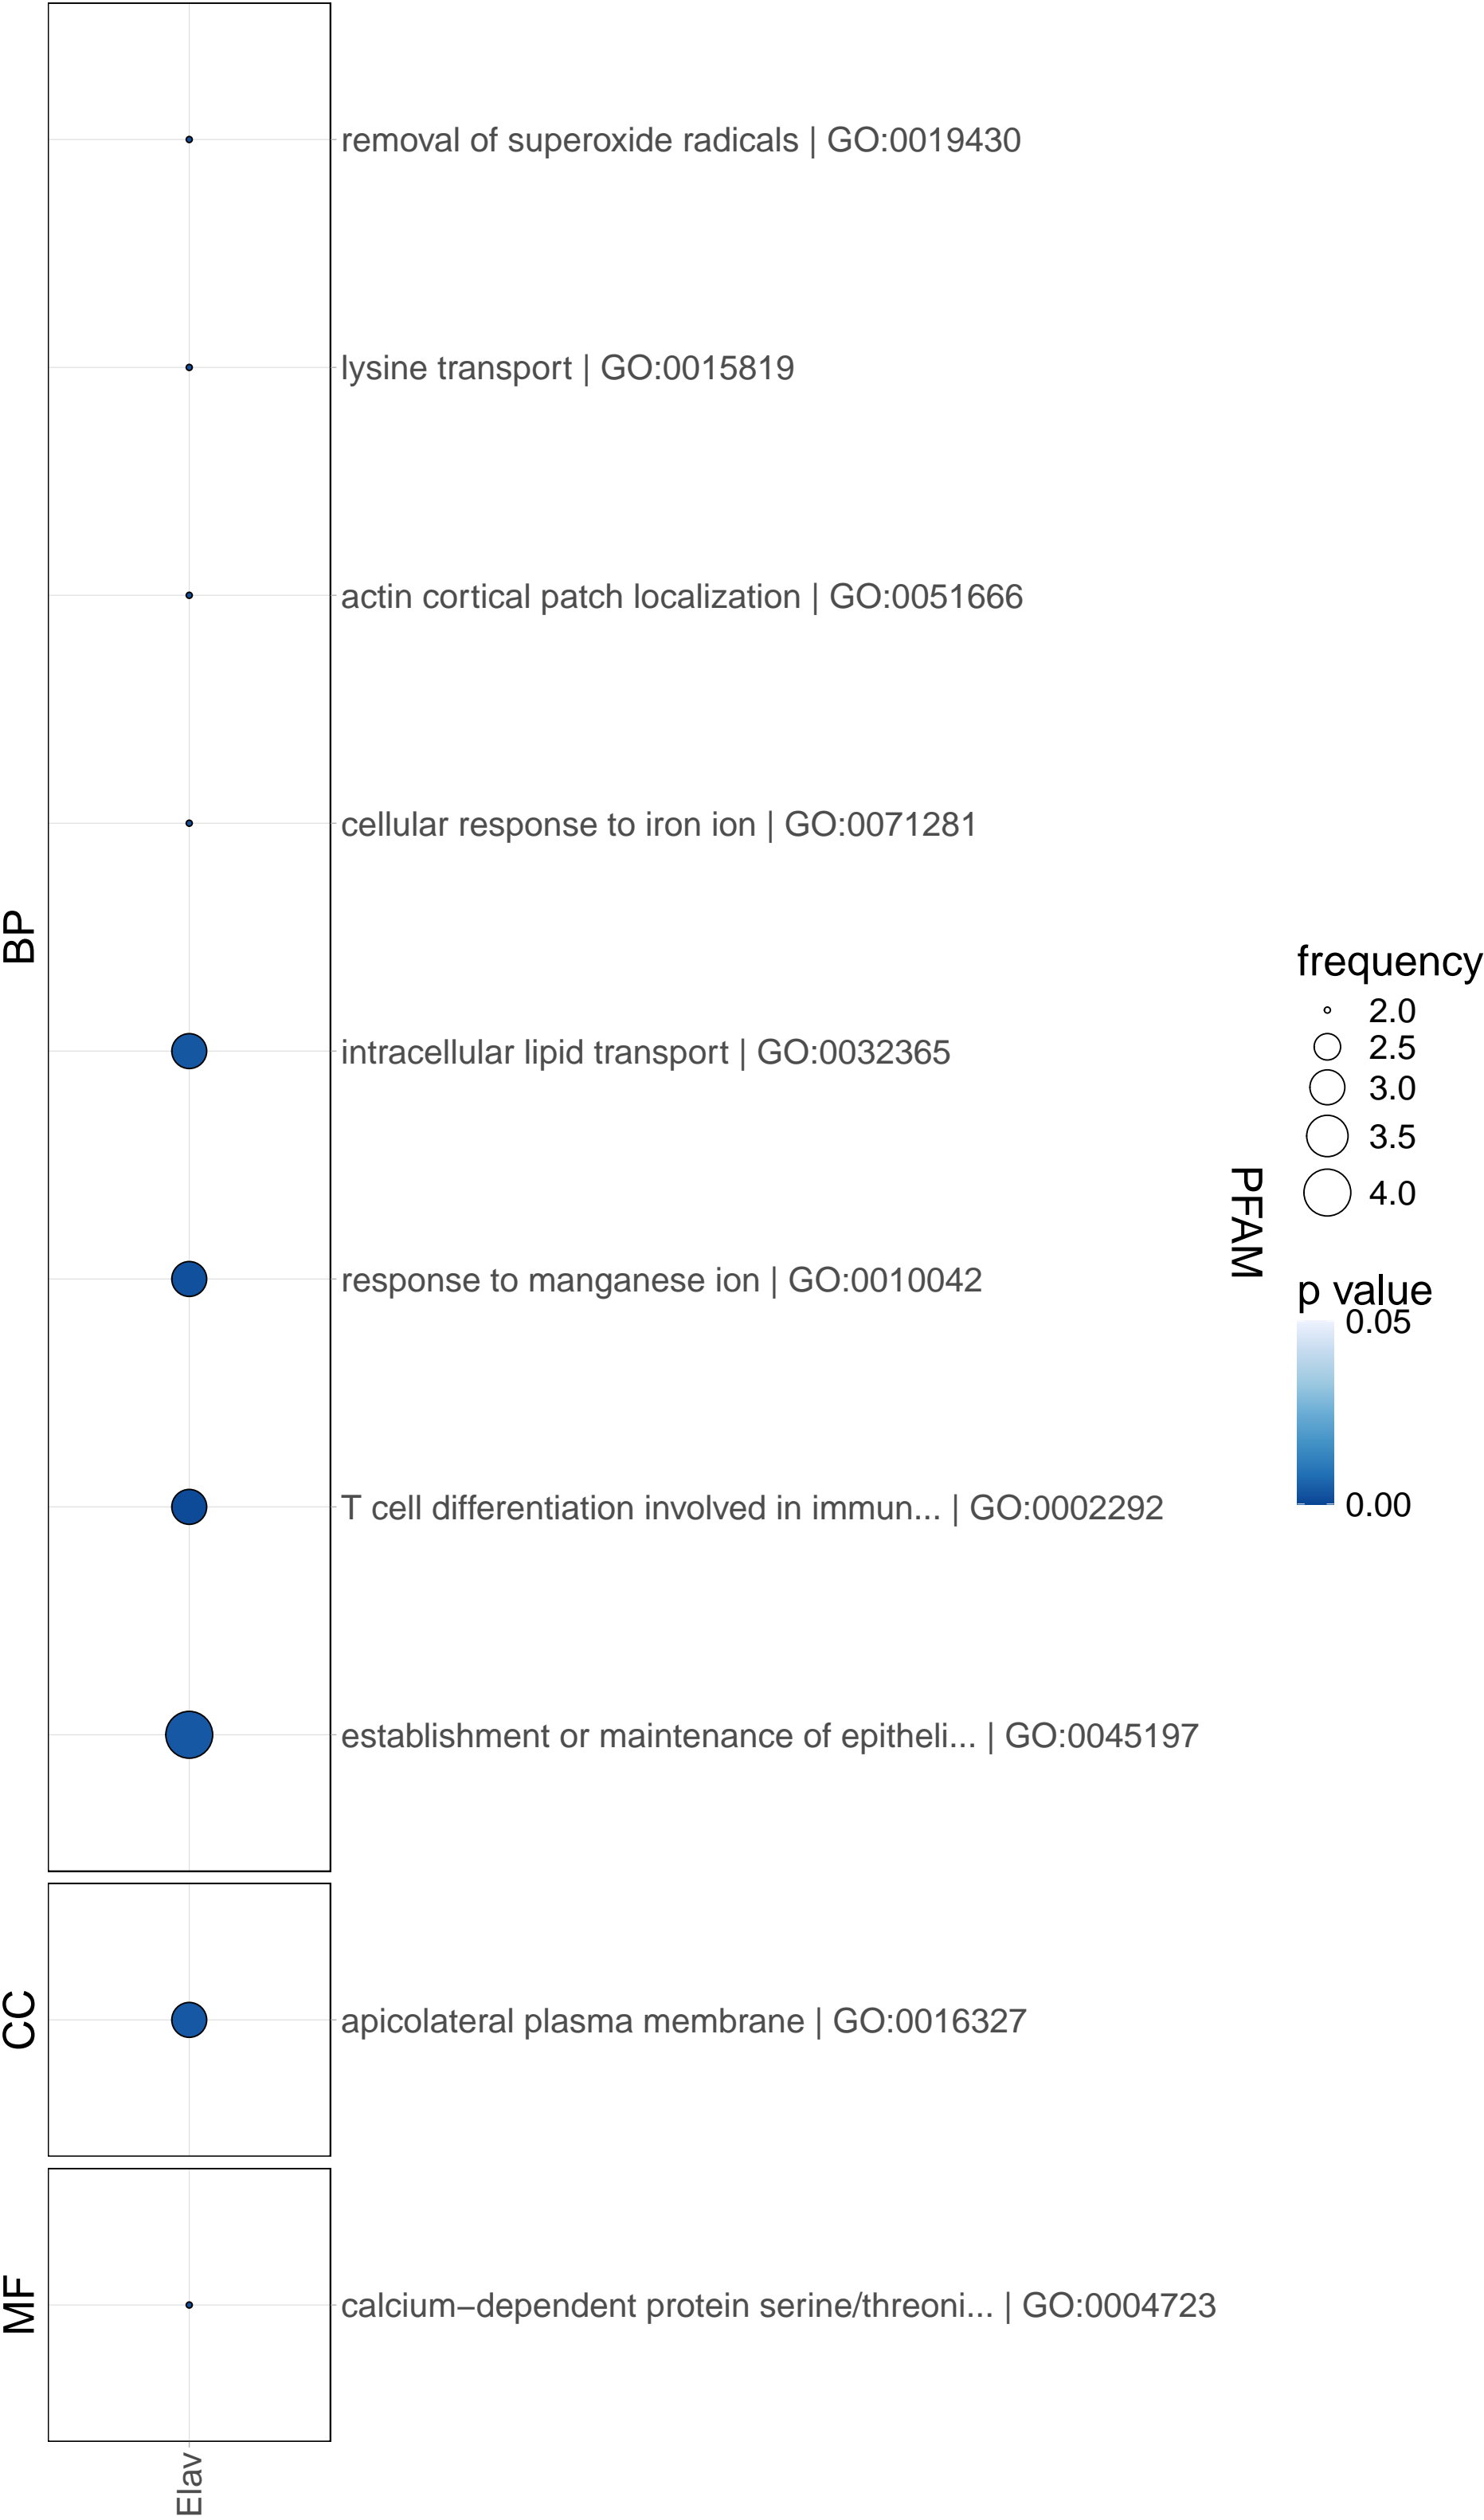 BP
removal of superoxide radicals | GO:0019430
lysine transport | GO:0015819
actin cortical patch localization | GO:0051666
cellular response to iron ion | GO:0071281
intracellular lipid transport | GO:0032365
response to manganese ion | GO:0010042
T cell differentiation involved in immun... | GO:0002292
establishment or maintenance of epitheli... | GO:0045197
CC
apicolateral plasma membrane | GO:0016327
MF
calcium−dependent protein serine/threoni... | GO:0004723
Elav
PFAM
frequency
2.0
2.5
3.0
3.5
4.0
p value
0.05
0.00